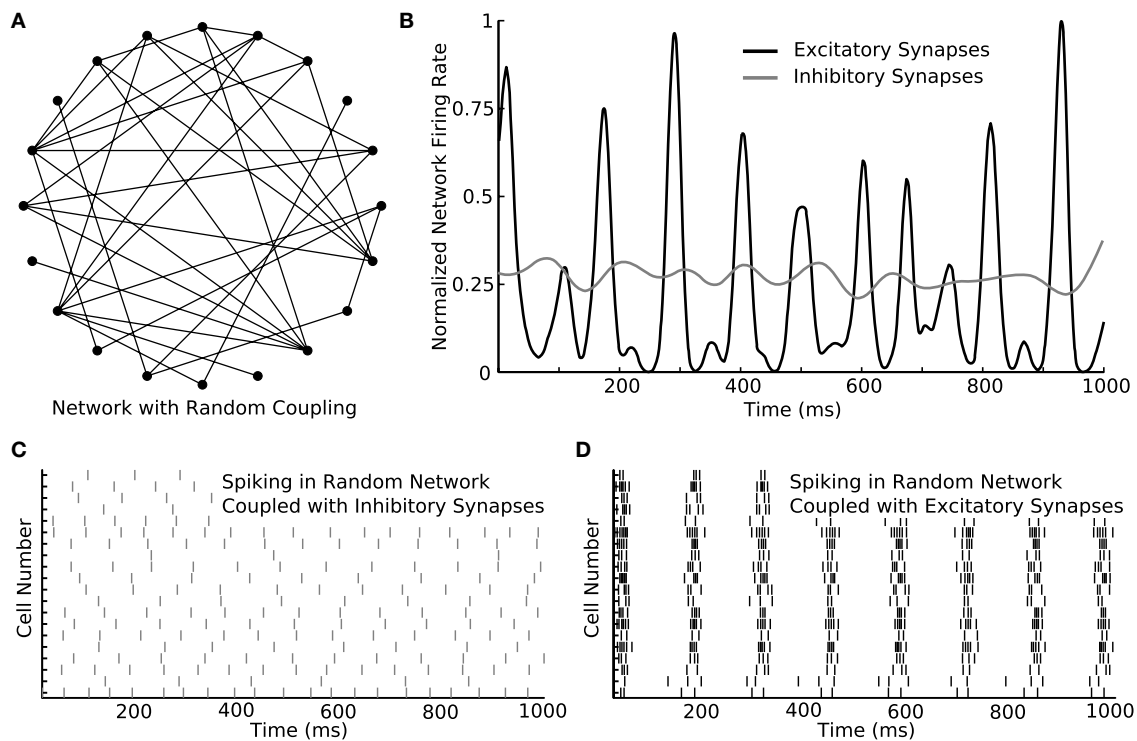 A
Network with Random Coupling
B
Normalized Network Firing Rate
1
0.75
0.5
0.25
0
Excitatory Synapses
Inhibitory Synapses
200
400
600
800
1000
Time (ms)
C
Cell Number
Spiking in Random Network
Coupled with Inhibitory Synapses
200
400
600
800
1000
Time (ms)
D
Cell Number
Spiking in Random Network
Coupled with Excitatory Synapses
200
400
600
800
1000
Time (ms)